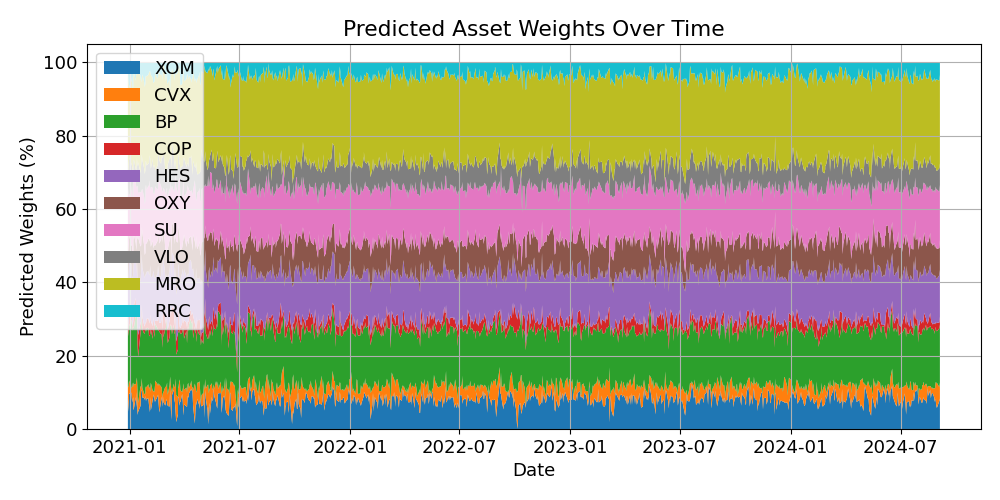 Predicted Asset Weights Over Time
Predicted Weights (%)
100
80
60
40
20
0
XOM
CVX
BP
COP
HES
OXY
SU
VLO
MRO
RRC
2021-01 2021-07 2022-01 2022-07 2023-01 2023-07 2024-01 2024-07
Date